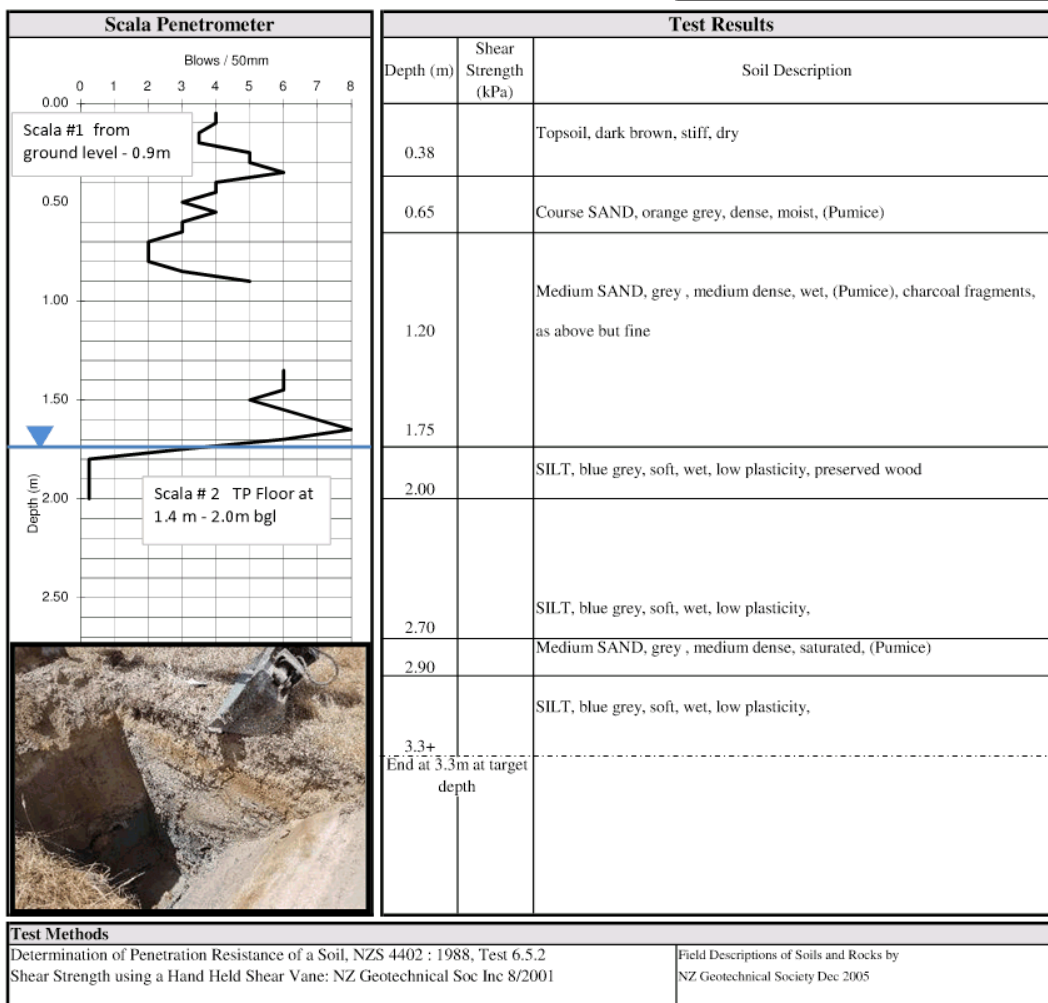 Scala Penetrometer
Blows / 50mm
0 1 2 3 4 5 6 7 8
0.00
Scala #1 from
ground level - 0.9m
0.50
1.00
1.50
2.00
2.50
Depth (m)
Scala # 2 TP Floor at
1.4 m - 2.0m bgl
Test Results
Depth (m)
Shear
Strength
(kPa)
Soil Description
0.38
Topsoil, dark brown, stiff, dry
0.65
Course SAND, orange grey, dense, moist, (Pumice)
Medium SAND, grey , medium dense, wet, (Pumice), charcoal fragments,
1.20
as above but fine
1.75
SILT, blue grey, soft, wet, low plasticity, preserved wood
2.00
SILT, blue grey, soft, wet, low plasticity,
2.70
Medium SAND, grey , medium dense, saturated, (Pumice)
2.90
SILT, blue grey, soft, wet, low plasticity,
3.3+
End at 3.3m at target
depth
Test Methods
Determination of Penetration Resistance of a Soil, NZS 4402 : 1988, Test 6.5.2
Shear Strength using a Hand Held Shear Vane: NZ Geotechnical Soc Inc 8/2001
Field Descriptions of Soils and Rocks by
NZ Geotechnical Society Dec 2005